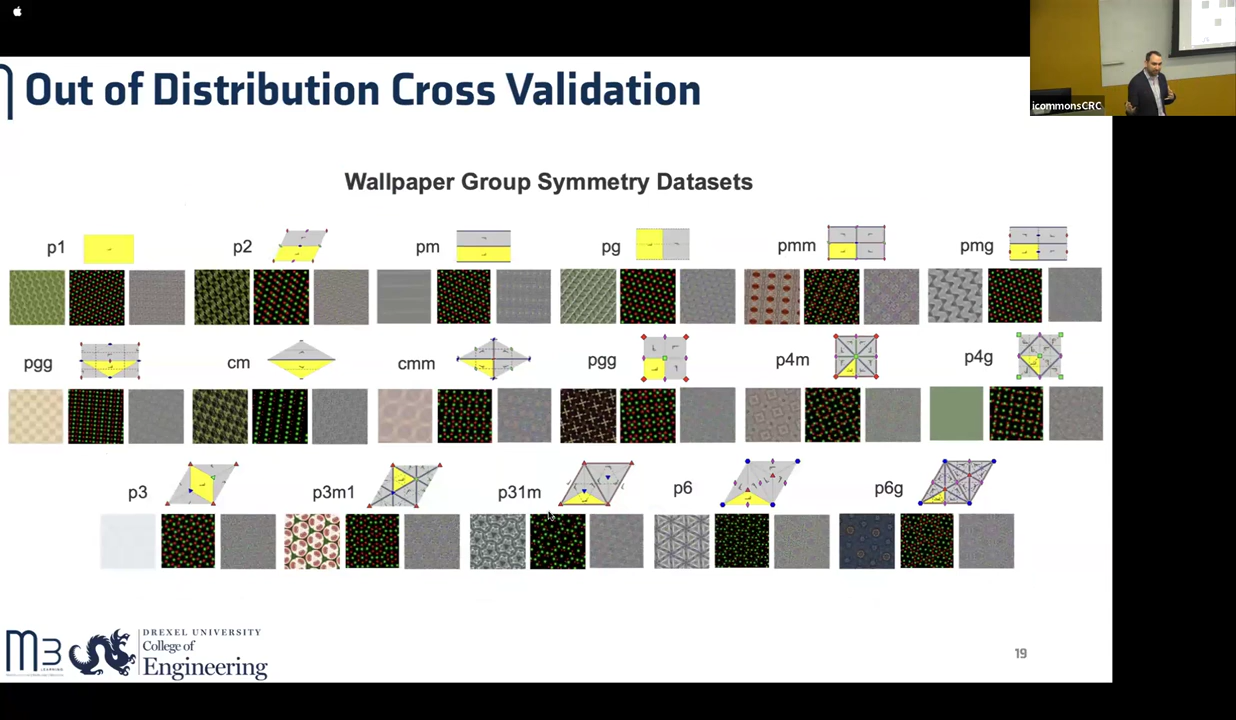 icommonsCRC
Out of Distribution Cross Validation
Wallpaper Group Symmetry Datasets
p1 p2 pm pg pmm pmg
pgg cm cmm pgg p4m p4g
p3 p3m1 p31m p6 p6g
M3
DREXEL UNIVERSITY
College of
Engineering
19